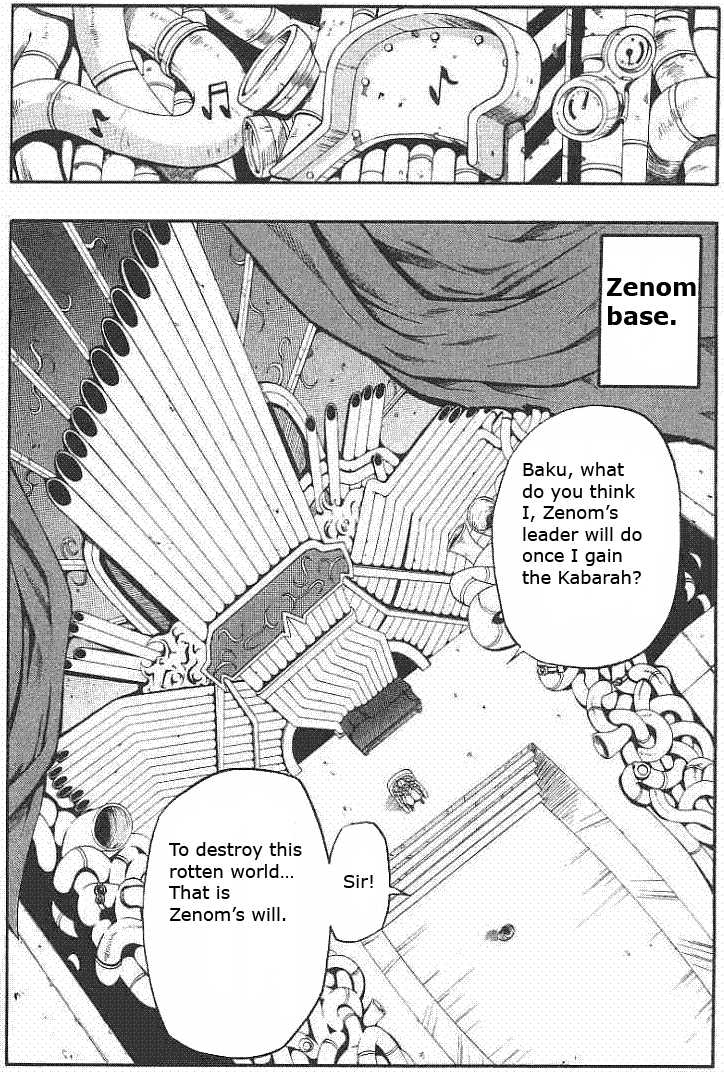 Zenom
base.
Baku, what
do you think
I, Zenom’s
leader will do
once I gain
the Kabarah?
Sir!
To destroy this
rotten world…
That is
Zenom’s will.